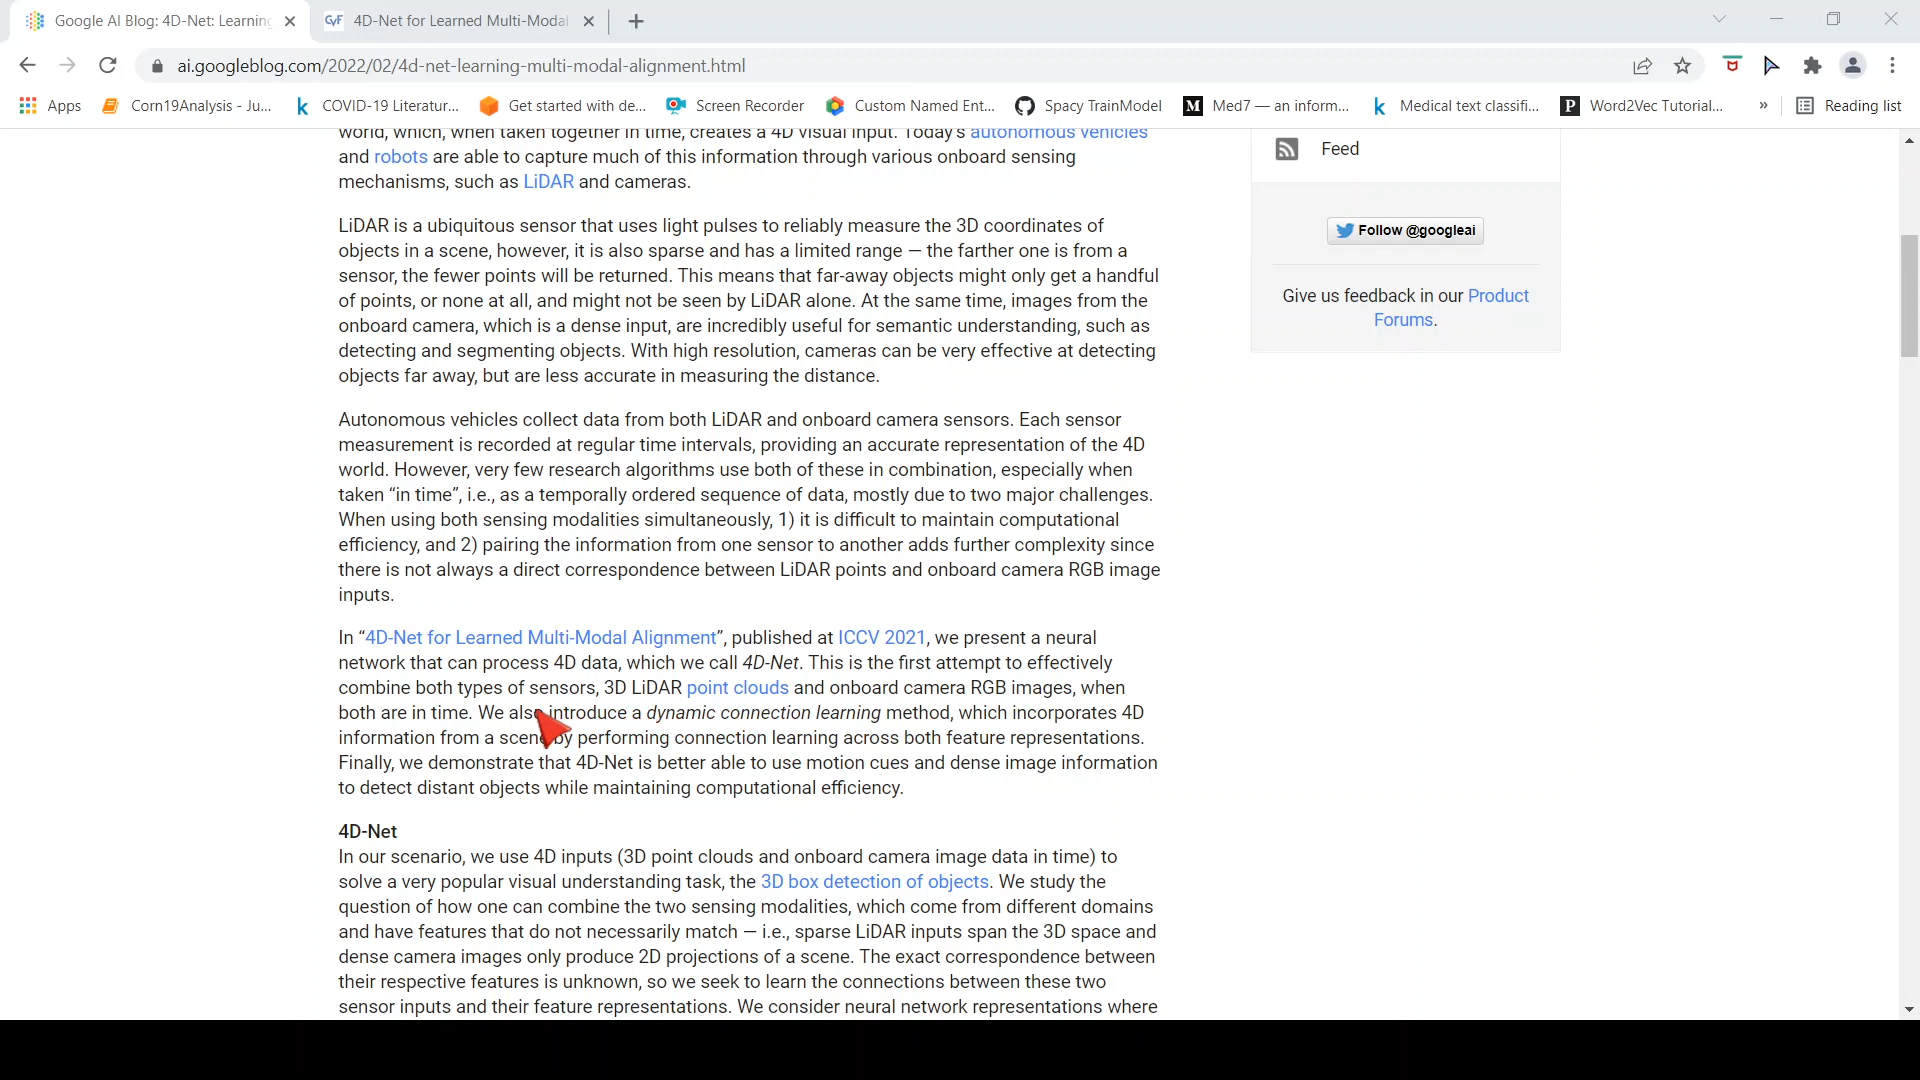 Google AI Blog: 4D-Net: Learning
4D-Net for Learned Multi-Modal
ai.googleblog.com/2022/02/4d-net-learning-multi-modal-alignment.html
Apps
Corn19Analysis - Ju...
COVID-19 Literatur...
Get started with de...
Screen Recorder
Custom Named Ent...
Spacy TrainModel
Med7 — an inform...
Medical text classifi...
Word2Vec Tutorial...
»
Reading list
world, which, when taken together in time, creates a 4D visual input. Today's autonomous vehicles
and robots are able to capture much of this information through various onboard sensing
mechanisms, such as LiDAR and cameras.
LiDAR is a ubiquitous sensor that uses light pulses to reliably measure the 3D coordinates of
objects in a scene, however, it is also sparse and has a limited range — the farther one is from a
sensor, the fewer points will be returned. This means that far-away objects might only get a handful
of points, or none at all, and might not be seen by LiDAR alone. At the same time, images from the
onboard camera, which is a dense input, are incredibly useful for semantic understanding, such as
detecting and segmenting objects. With high resolution, cameras can be very effective at detecting
objects far away, but are less accurate in measuring the distance.
Autonomous vehicles collect data from both LiDAR and onboard camera sensors. Each sensor
measurement is recorded at regular time intervals, providing an accurate representation of the 4D
world. However, very few research algorithms use both of these in combination, especially when
taken “in time”, i.e., as a temporally ordered sequence of data, mostly due to two major challenges.
When using both sensing modalities simultaneously, 1) it is difficult to maintain computational
efficiency, and 2) pairing the information from one sensor to another adds further complexity since
there is not always a direct correspondence between LiDAR points and onboard camera RGB image
inputs.
In “4D-Net for Learned Multi-Modal Alignment”, published at ICCV 2021, we present a neural
network that can process 4D data, which we call 4D-Net. This is the first attempt to effectively
combine both types of sensors, 3D LiDAR point clouds and onboard camera RGB images, when
both are in time. We also introduce a dynamic connection learning method, which incorporates 4D
information from a scene by performing connection learning across both feature representations.
Finally, we demonstrate that 4D-Net is better able to use motion cues and dense image information
to detect distant objects while maintaining computational efficiency.
4D-Net
In our scenario, we use 4D inputs (3D point clouds and onboard camera image data in time) to
solve a very popular visual understanding task, the 3D box detection of objects. We study the
question of how one can combine the two sensing modalities, which come from different domains
and have features that do not necessarily match — i.e., sparse LiDAR inputs span the 3D space and
dense camera images only produce 2D projections of a scene. The exact correspondence between
their respective features is unknown, so we seek to learn the connections between these two
sensor inputs and their feature representations. We consider neural network representations where
Feed
Follow @googleai
Give us feedback in our Product
Forums.